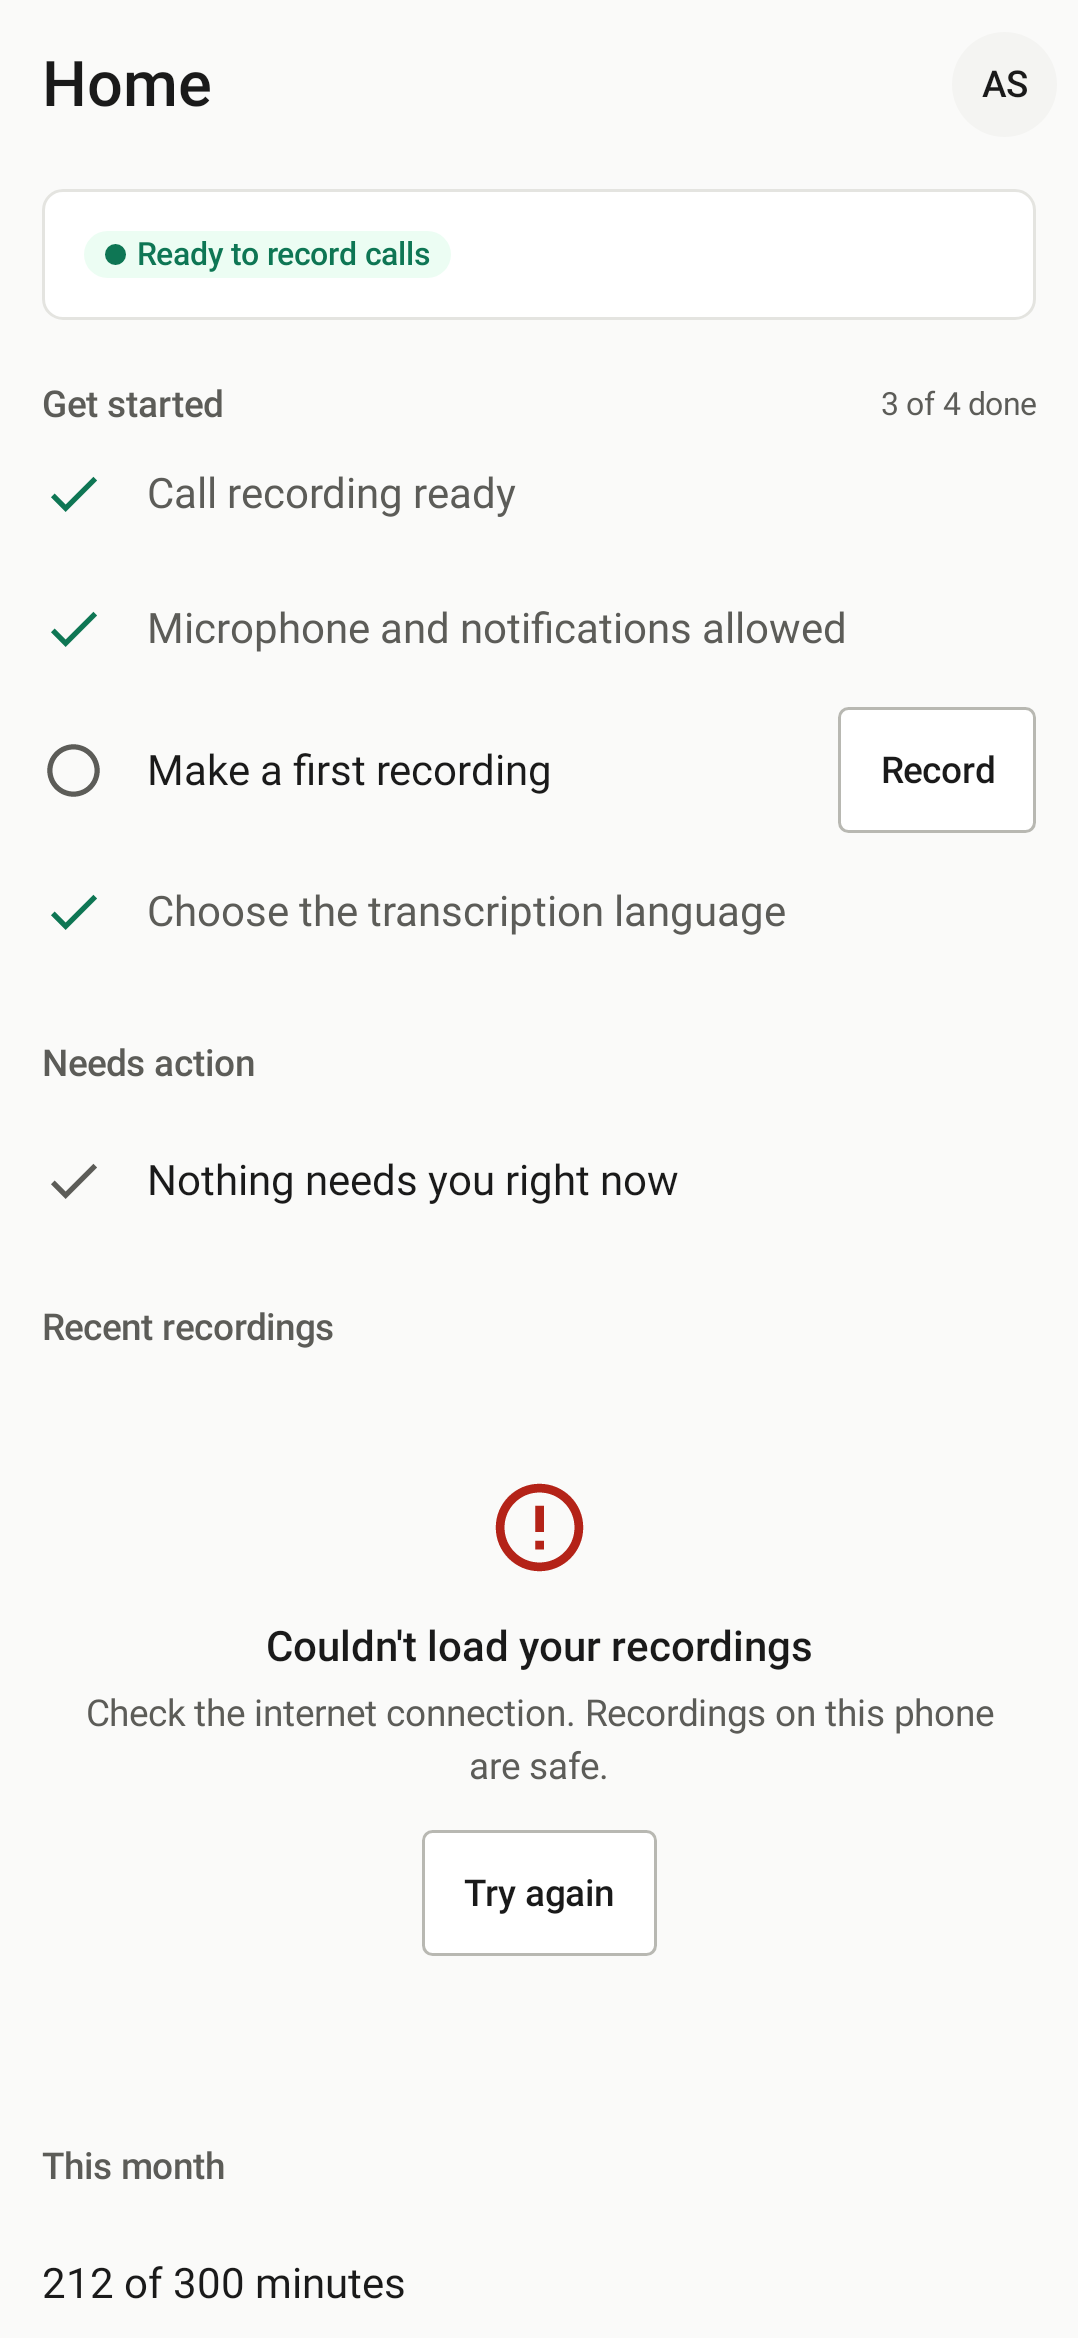 Home
AS
Ready to record calls
Get started
3 of 4 done
Call recording ready
Microphone and notifications allowed
Make a first recording
Record
Choose the transcription language
Needs action
Nothing needs you right now
Recent recordings
Couldn't load your recordings
Check the internet connection. Recordings on this phone
are safe.
Try again
This month
212 of 300 minutes